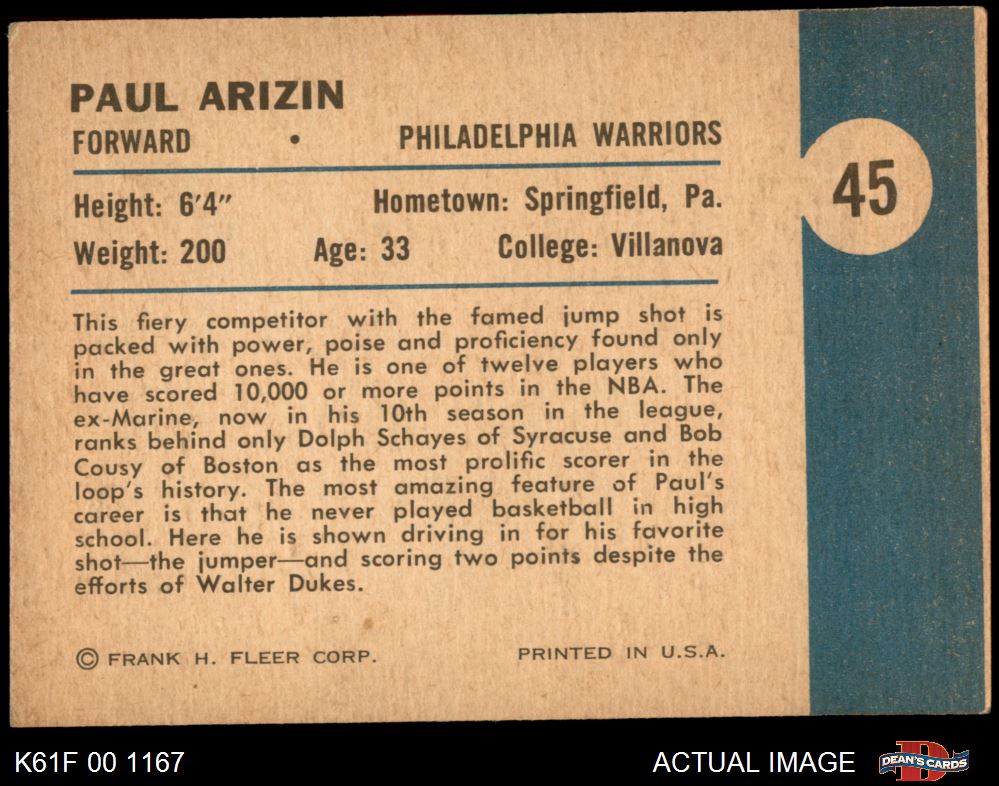 PAUL ARIZIN
FORWARD • PHILADELPHIA WARRIORS
45
Height: 6'4" Hometown: Springfield, Pa.
Weight: 200 Age: 33 College: Villanova
This fiery competitor with the famed jump shot is
packed with power, poise and proficiency found only
in the great ones. He is one of twelve players who
have scored 10,000 or more points in the NBA. The
ex-Marine, now in his 10th season in the league,
ranks behind only Dolph Schayes of Syracuse and Bob
Cousy of Boston as the most prolific scorer in the
loop's history. The most amazing feature of Paul's
career is that he never played basketball in high
school. Here he is shown driving in for his favorite
shot—the jumper—and scoring two points despite the
efforts of Walter Dukes.
© FRANK H. FLEER CORP. PRINTED IN U.S.A.
K61F 00 1167 ACTUAL IMAGE D DEAN'S CARDS